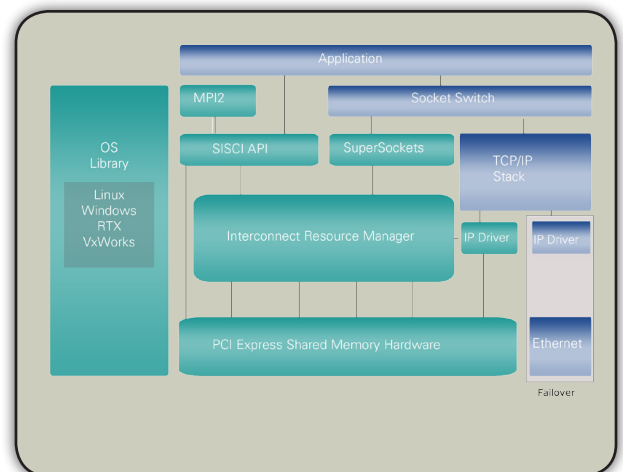 Application
MPI2
Socket Switch
OS
Library
Linux
Windows
RTX
VxWorks
SISCI API
SuperSockets
TCP/IP
Stack
Interconnect Resource Manager
IP Driver
IP Driver
PCI Express Shared Memory Hardware
Ethernet
Failover